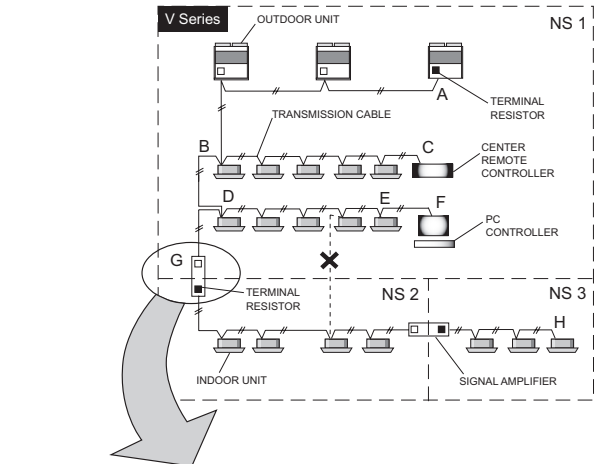 V Series
OUTDOOR UNIT
NS 1
A
TERMINAL
RESISTOR
TRANSMISSION CABLE
B
C
CENTER
REMOTE
CONTROLLER
D
E
F
PC
CONTROLLER
G
TERMINAL
RESISTOR
NS 2
NS 3
H
INDOOR UNIT
SIGNAL AMPLIFIER